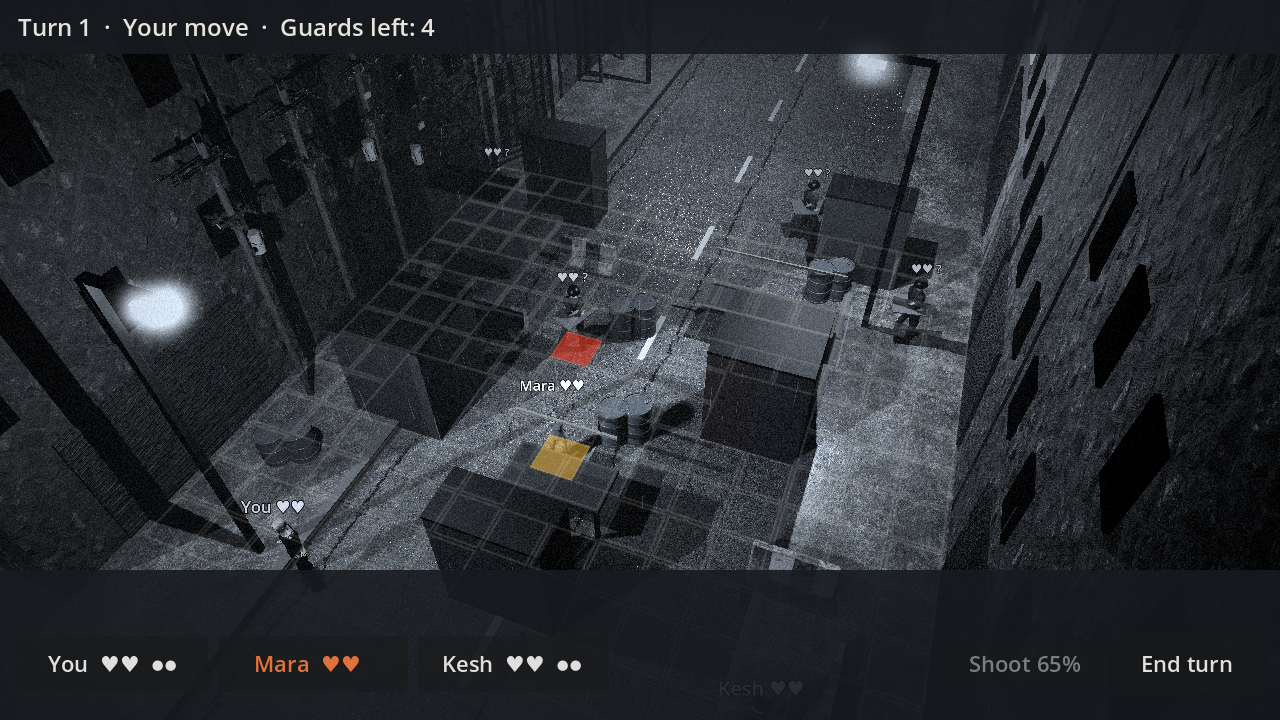 Turn 1 · Your move · Guards left: 4
♥♥ ?
♥♥ ?
♥♥ ?
♥♥ ?
Mara ♥♥
You ♥♥
You ♥♥ ●●
Mara ♥♥
Kesh ♥♥ ●●
Shoot 65%
End turn
Kesh ♥♥